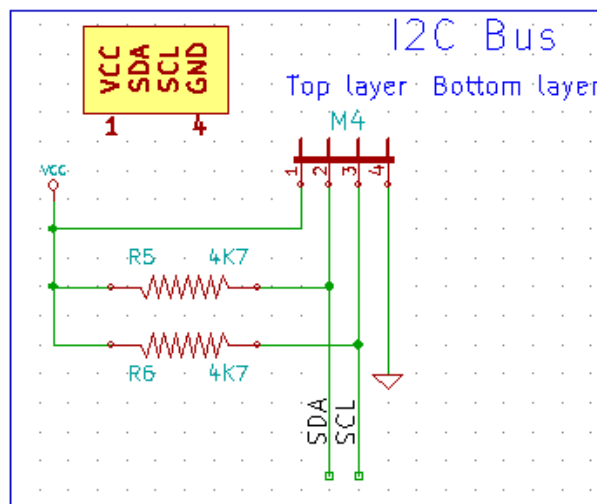 I2C Bus
VCC
SDA
SCL
GND
1 4
Top layer Bottom layer
M4
1 2 3 4
VCC
R5 4K7
R6 4K7
SDA
SCL